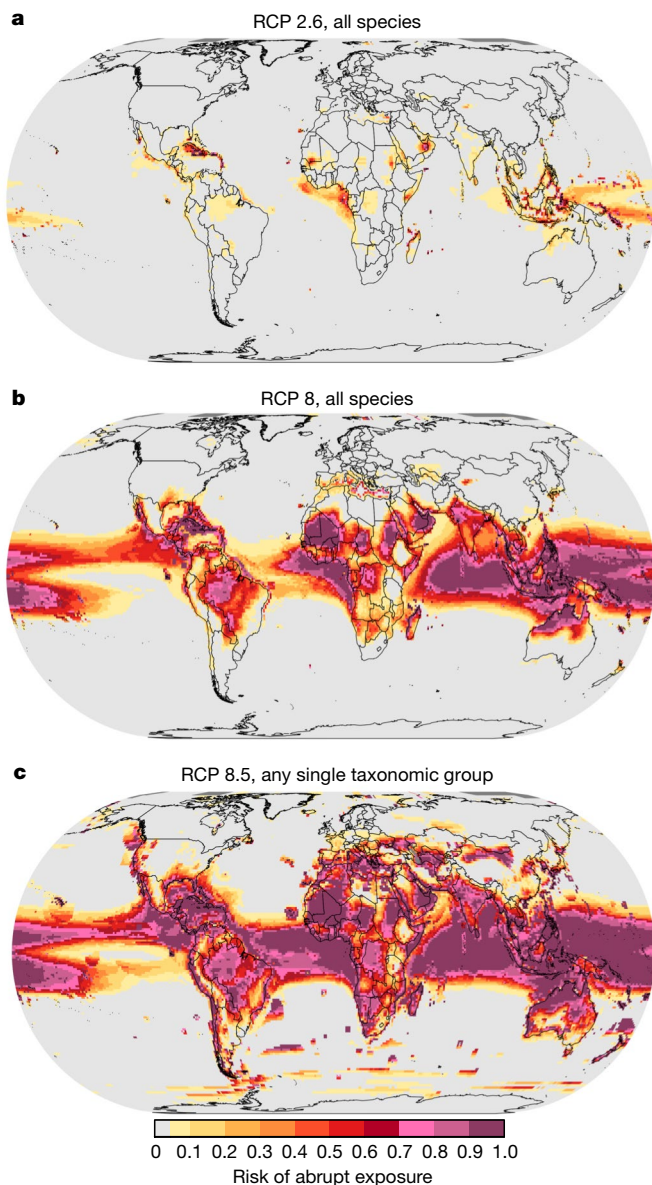 a
RCP 2.6, all species
b
RCP 8, all species
c
RCP 8.5, any single taxonomic group
0 0.1 0.2 0.3 0.4 0.5 0.6 0.7 0.8 0.9 1.0
Risk of abrupt exposure